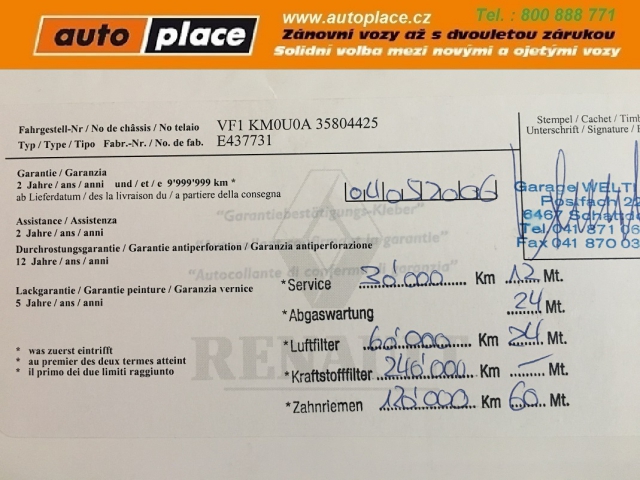 auto place
www.autoplace.cz
Tel. : 800 888 771
Zánovní vozy až s dvouletou zárukou
Solidní volba mezi novými a ojetými vozy
Fahrgestell-Nr / No de châssis / No telaio VF1 KM0U0A 35804425
Typ / Type / Tipo Fabr.-Nr. / No. de fab. E437731
Stempel / Cachet / Timb
Unterschrift / Signature / F
Garantie / Garanzia
2 Jahre / ans / anni und / et / e 9'999'999 km *
ab Lieferdatum / des la livraison du / a partiere della consegna
04052006
Garage WELTI
Postfach 22
6467 Schattdo
Tel 041 871 06
Fax 041 870 03
"Garantiebestätigungs-Kleber"
Assistance / Assistenza
2 Jahre / ans / anni
Durchrostungsgarantie / Garantie antiperforation / Garanzia antiperforazione
12 Jahre / ans / anni
"Autocollante di conferma di garanzia"
Lackgarantie / Garantie peinture / Garanzia vernice
5 Jahre / ans / anni
*Service 30'000 Km 12 Mt.
*Abgaswartung 24 Mt.
*Luftfilter 60'000 Km 24 Mt.
*Kraftstofffilter 240'000 Km — Mt.
*Zahnriemen 120'000 Km 60 Mt.
RENAULT
* was zuerst eintrifft
* au premier des deux termes atteint
* il primo dei due limiti raggiunto